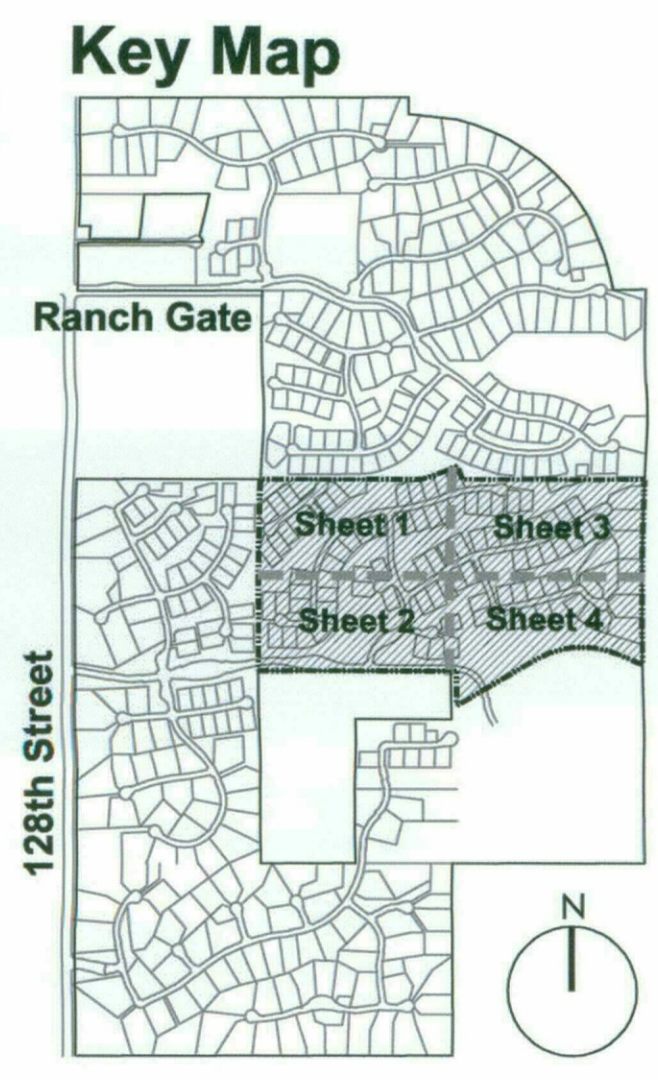 Key Map
Ranch Gate
Sheet 1
Sheet 3
Sheet 2
Sheet 4
128th Street
N